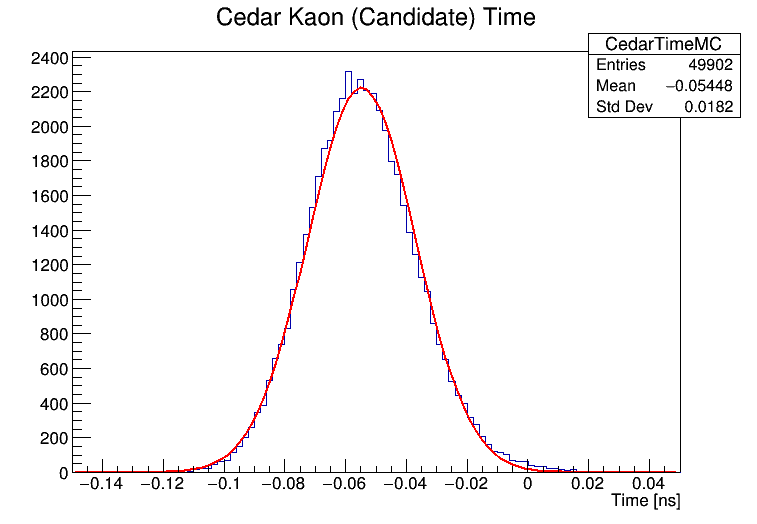 Cedar Kaon (Candidate) Time
CedarTimeMC
Entries 49902
Mean −0.05448
Std Dev 0.0182
2400
2200
2000
1800
1600
1400
1200
1000
800
600
400
200
0
−0.14 −0.12 −0.1 −0.08 −0.06 −0.04 −0.02 0 0.02 0.04
Time [ns]